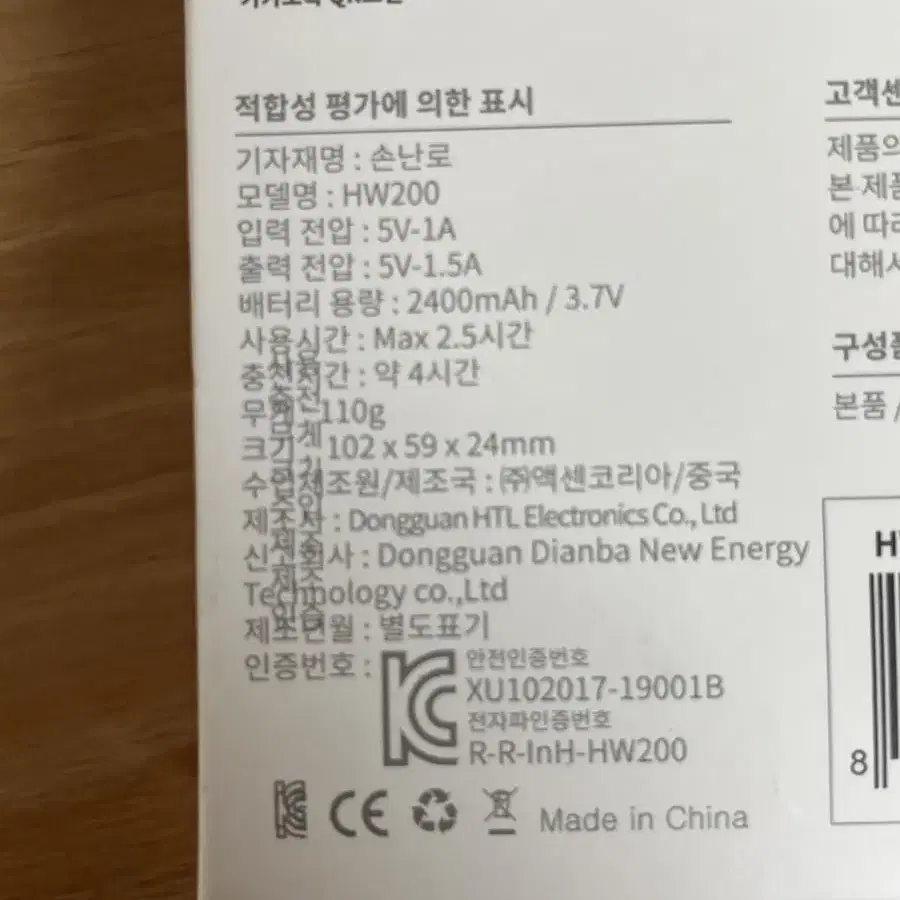 적합성 평가에 의한 표시
기자재명 : 손난로
모델명 : HW200
입력 전압 : 5V-1A
출력 전압 : 5V-1.5A
배터리 용량 : 2400mAh / 3.7V
사용시간 : Max 2.5시간
충전시간 : 약 4시간
무게 : 110g
크기 : 102 x 59 x 24mm
수입제조원/제조국 : ㈜액센코리아/중국
제조사 : Dongguan HTL Electronics Co., Ltd
회사 : Dongguan Dianba New Energy
Technology co.,Ltd
제조년월 : 별도표기
인증번호 :
안전인증번호
XU102017-19001B
전자파인증번호
R-R-InH-HW200
CE
Made in China
고객센
제품의
본 제품
에 따라
대해서
구성품
본품 /
8